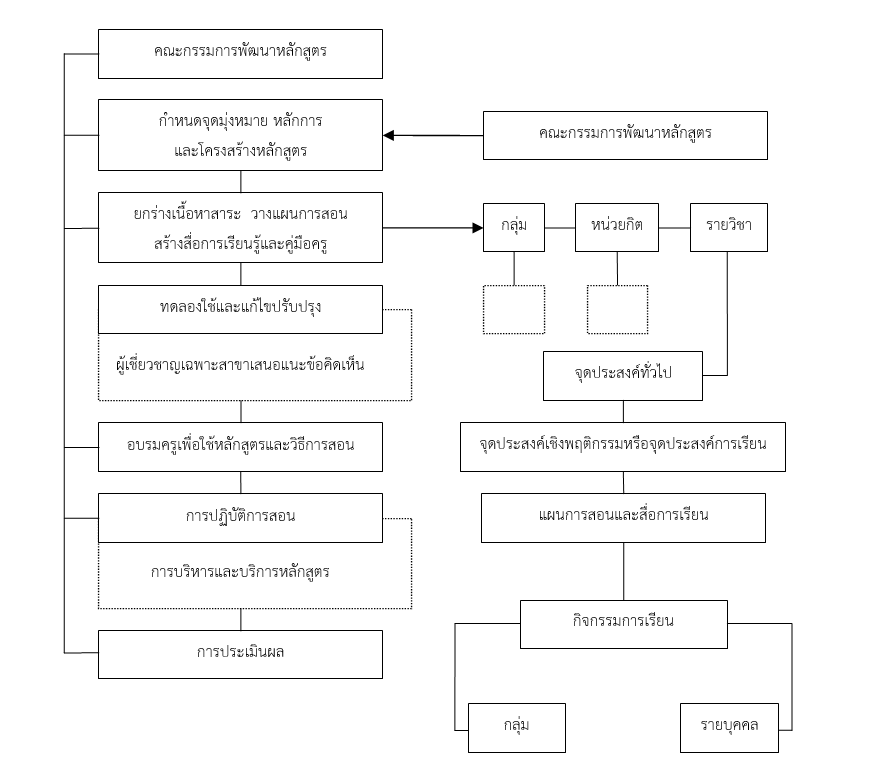 คณะกรรมการพัฒนาหลักสูตร
กำหนดจุดมุ่งหมาย หลักการ
และโครงสร้างหลักสูตร
คณะกรรมการพัฒนาหลักสูตร
ยกร่างเนื้อหาสาระ วางแผนการสอน
สร้างสื่อการเรียนรู้และคู่มือครู
กลุ่ม
หน่วยกิต
รายวิชา
ทดลองใช้และแก้ไขปรับปรุง
ผู้เชี่ยวชาญเฉพาะสาขาเสนอแนะข้อคิดเห็น
จุดประสงค์ทั่วไป
อบรมครูเพื่อใช้หลักสูตรและวิธีการสอน
จุดประสงค์เชิงพฤติกรรมหรือจุดประสงค์การเรียน
การปฏิบัติการสอน
แผนการสอนและสื่อการเรียน
การบริหารและบริการหลักสูตร
กิจกรรมการเรียน
การประเมินผล
กลุ่ม
รายบุคคล